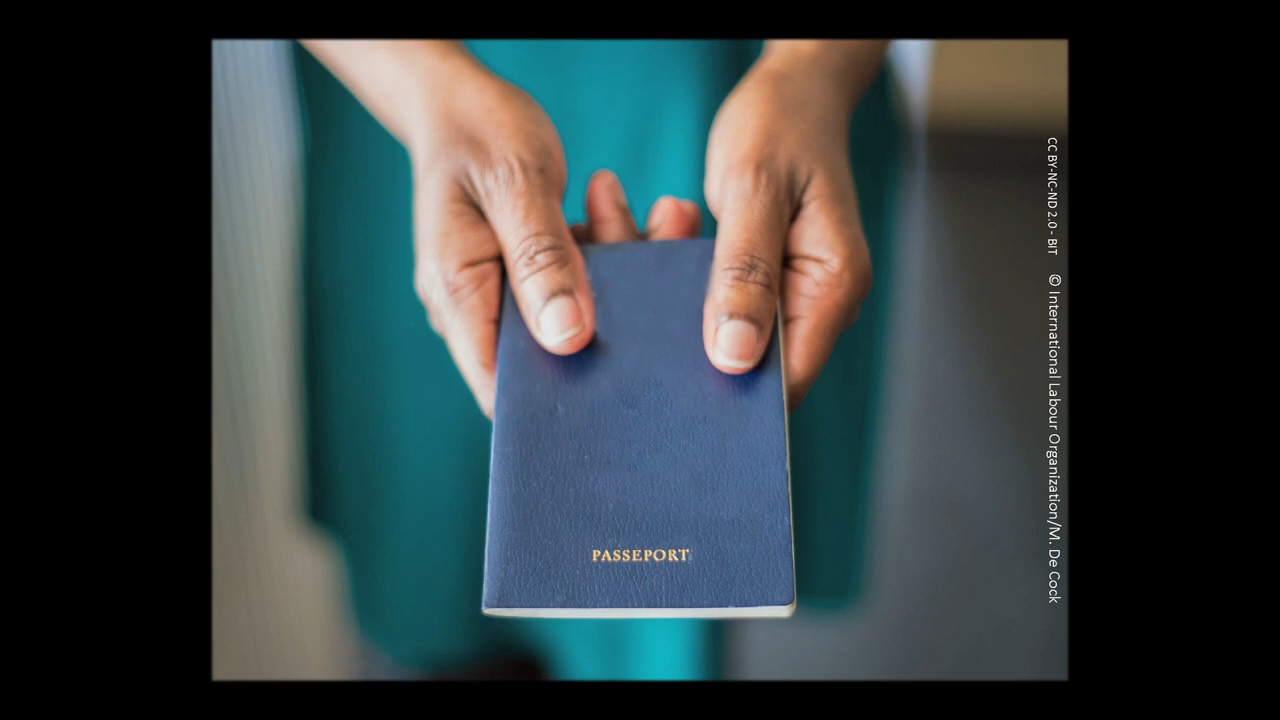 PASSEPORT
CC BY-NC-ND 2.0 - BIT
© International Labour Organization/M. De Cock